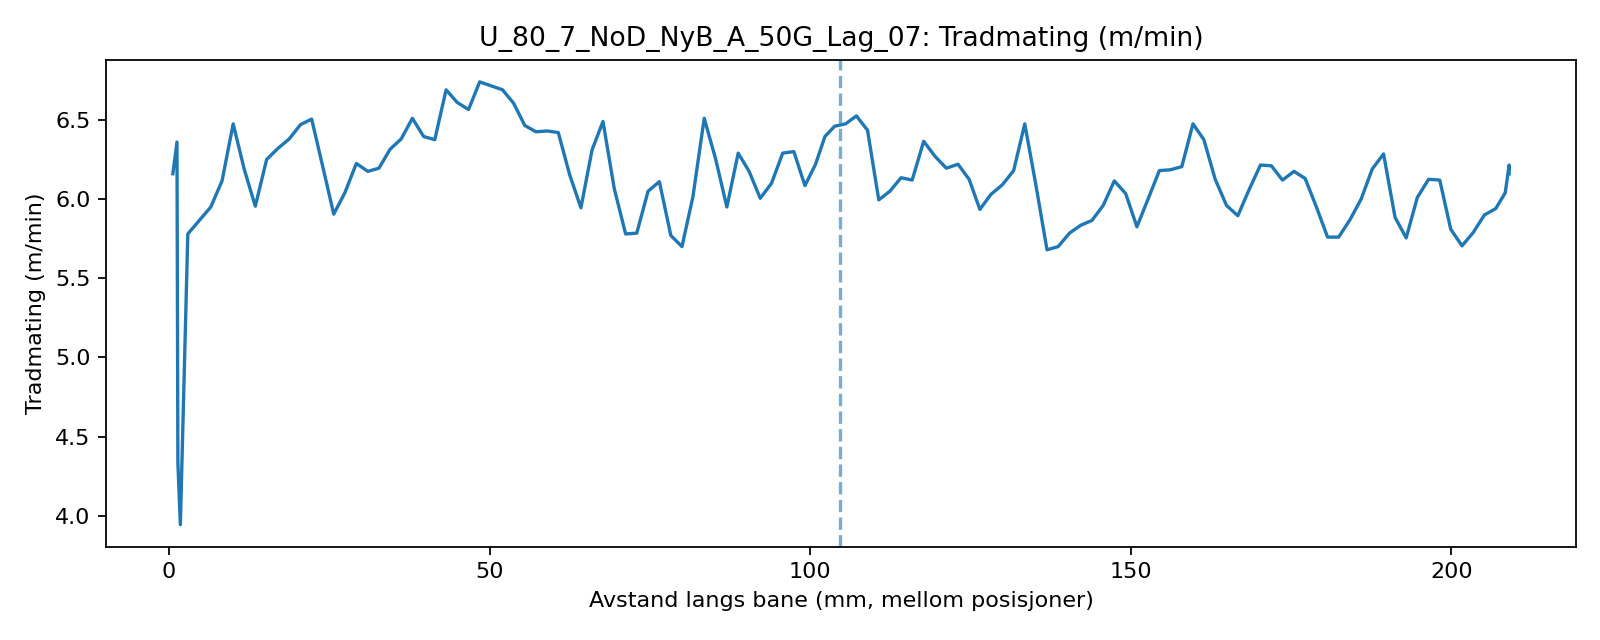 U_80_7_NoD_NyB_A_50G_Lag_07: Tradmating (m/min)
Tradmating (m/min)
6.5
6.0
5.5
5.0
4.5
4.0
0 50 100 150 200
Avstand langs bane (mm, mellom posisjoner)